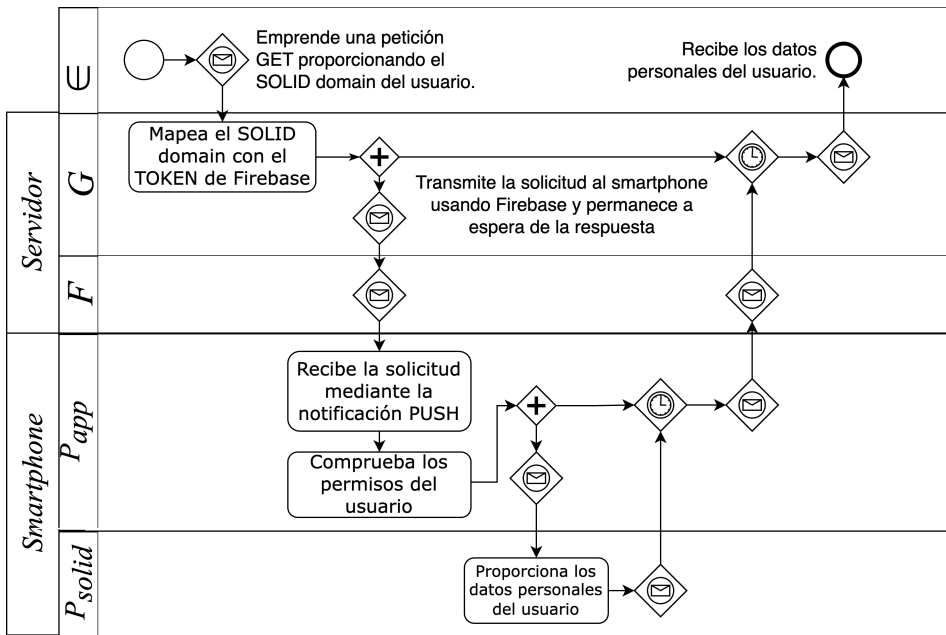 ∈
Emprende una petición
GET proporcionando el
SOLID domain del usuario.
Recibe los datos
personales del usuario.
Servidor
G
Mapea el SOLID
domain con el
TOKEN de Firebase
Transmite la solicitud al smartphone
usando Firebase y permanece a
espera de la respuesta
F
Smartphone
P_app
Recibe la solicitud
mediante la
notificación PUSH
Comprueba los
permisos del
usuario
P_solid
Proporciona los
datos personales
del usuario